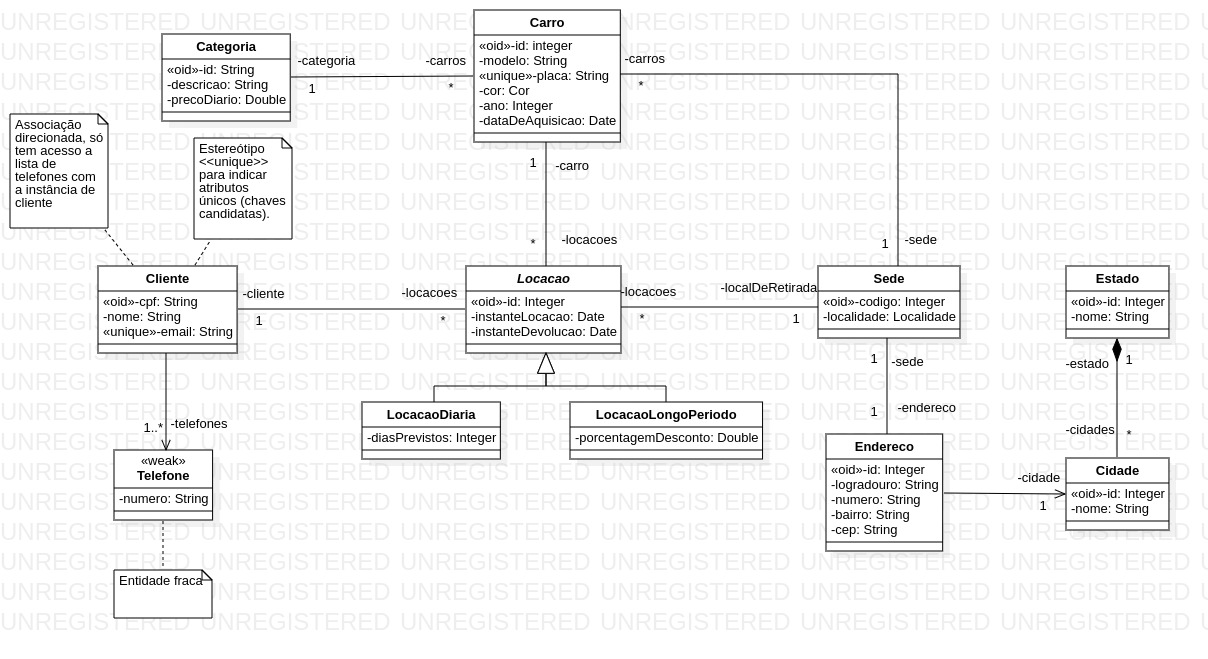 Categoria
«oid»-id: String
-descricao: String
-precoDiario: Double
-categoria
1
-carros
*
Carro
«oid»-id: integer
-modelo: String
«unique»-placa: String
-cor: Cor
-ano: Integer
-dataDeAquisicao: Date
-carros
*
Associação
direcionada, só
tem acesso a
lista de
telefones com
a instância de
cliente
Estereótipo
<<unique>>
para indicar
atributos
únicos (chaves
candidatas).
1
-carro
*
-locacoes
1
-sede
Cliente
«oid»-cpf: String
-nome: String
«unique»-email: String
-cliente
1
-locacoes
*
Locacao
«oid»-id: Integer
-instanteLocacao: Date
-instanteDevolucao: Date
-locacoes
*
-localDeRetirada
1
Sede
«oid»-codigo: Integer
-localidade: Localidade
Estado
«oid»-id: Integer
-nome: String
1
-sede
1
-endereco
-estado
1
-cidades
*
LocacaoDiaria
-diasPrevistos: Integer
LocacaoLongoPeriodo
-porcentagemDesconto: Double
1..*
-telefones
«weak»
Telefone
-numero: String
Entidade fraca
Endereco
«oid»-id: Integer
-logradouro: String
-numero: String
-bairro: String
-cep: String
-cidade
1
Cidade
«oid»-id: Integer
-nome: String
UNREGISTERED